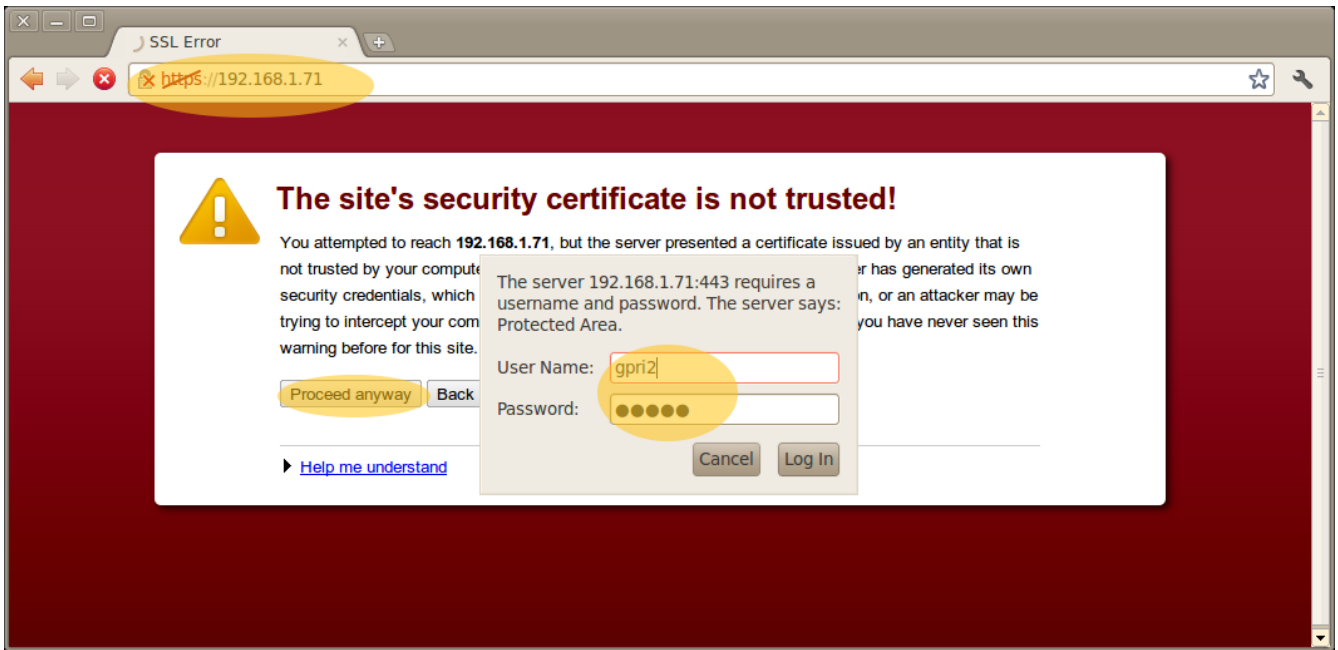 SSL Error
https://192.168.1.71
The site's security certificate is not trusted!
You attempted to reach 192.168.1.71, but the server presented a certificate issued by an entity that is
not trusted by your compute er has generated its own
security credentials, which on, or an attacker may be
trying to intercept your com you have never seen this
warning before for this site.
Proceed anyway Back
Help me understand
The server 192.168.1.71:443 requires a
username and password. The server says:
Protected Area.
User Name: gpri2
Password: ●●●●●
Cancel Log In